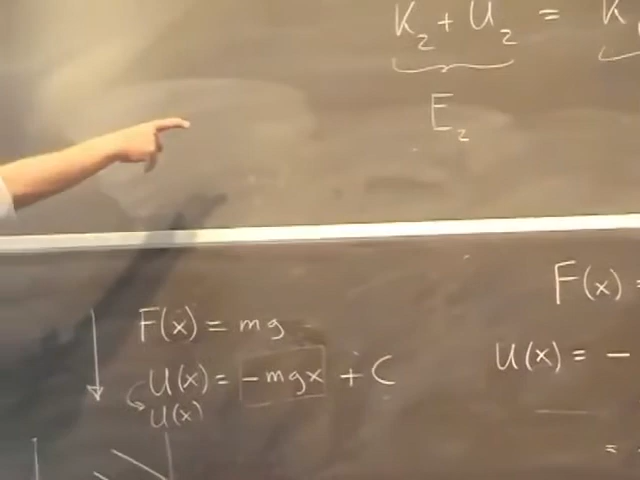 K₂ + U₂ = K
E₂
F(x) = mg
U(x) = -mgx + C
U(x)
F(x) =
U(x) = -
=